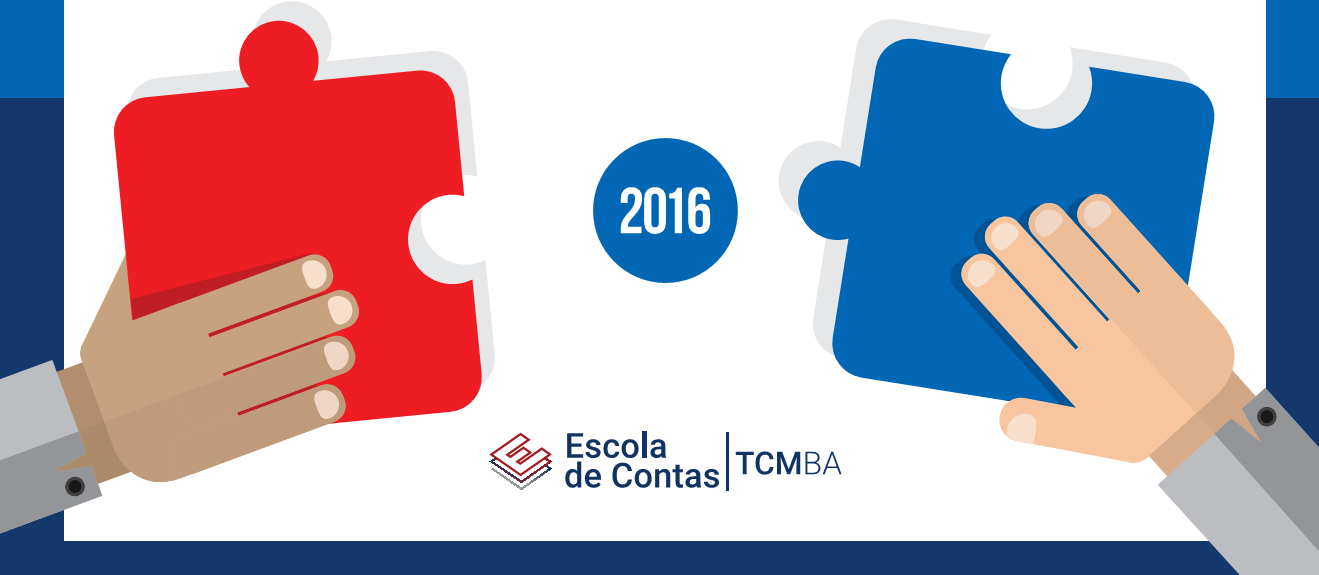 2016
Escola
de Contas
TCMBA